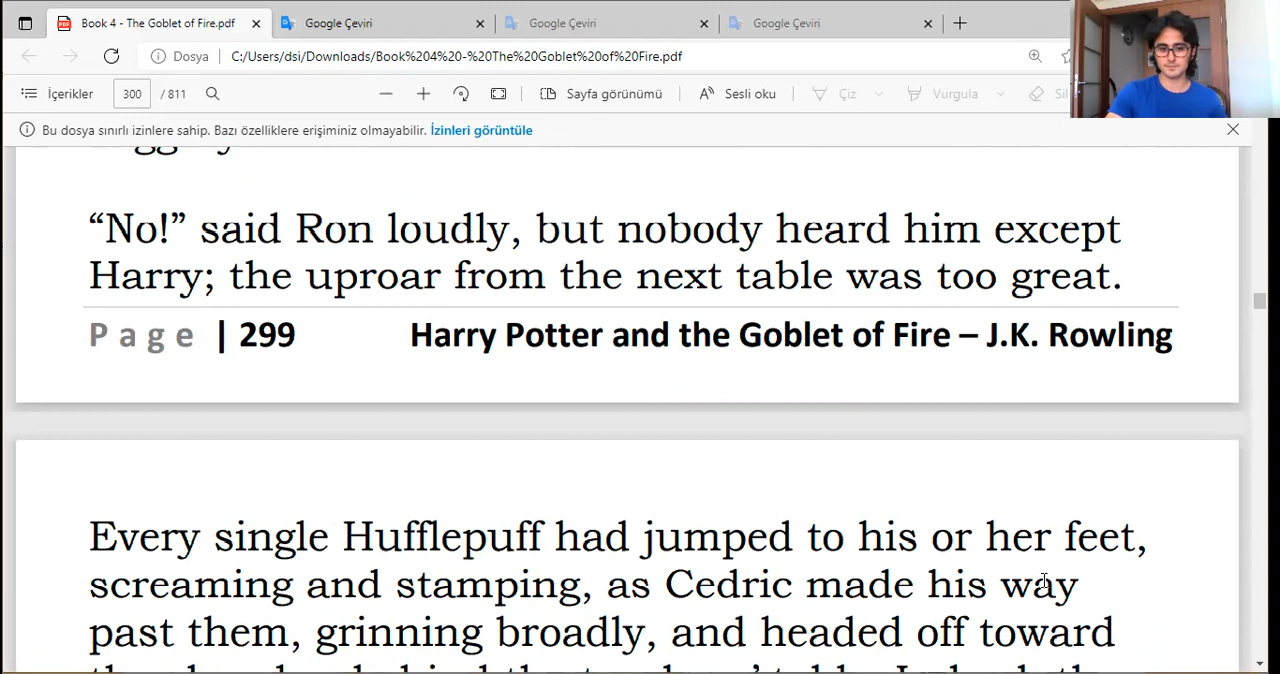 Book 4 - The Goblet of Fire.pdf
Google Çeviri
Google Çeviri
Google Çeviri
Dosya
C:/Users/dsi/Downloads/Book%204%20-%20The%20Goblet%20of%20Fire.pdf
İçerikler
300 / 811
Sayfa görünümü
Sesli oku
Çiz
Vurgula
Sil
Bu dosya sınırlı izinlere sahip. Bazı özelliklere erişiminiz olmayabilir. İzinleri görüntüle
“No!” said Ron loudly, but nobody heard him except
Harry; the uproar from the next table was too great.
Page | 299 Harry Potter and the Goblet of Fire – J.K. Rowling
Every single Hufflepuff had jumped to his or her feet,
screaming and stamping, as Cedric made his way
past them, grinning broadly, and headed off toward